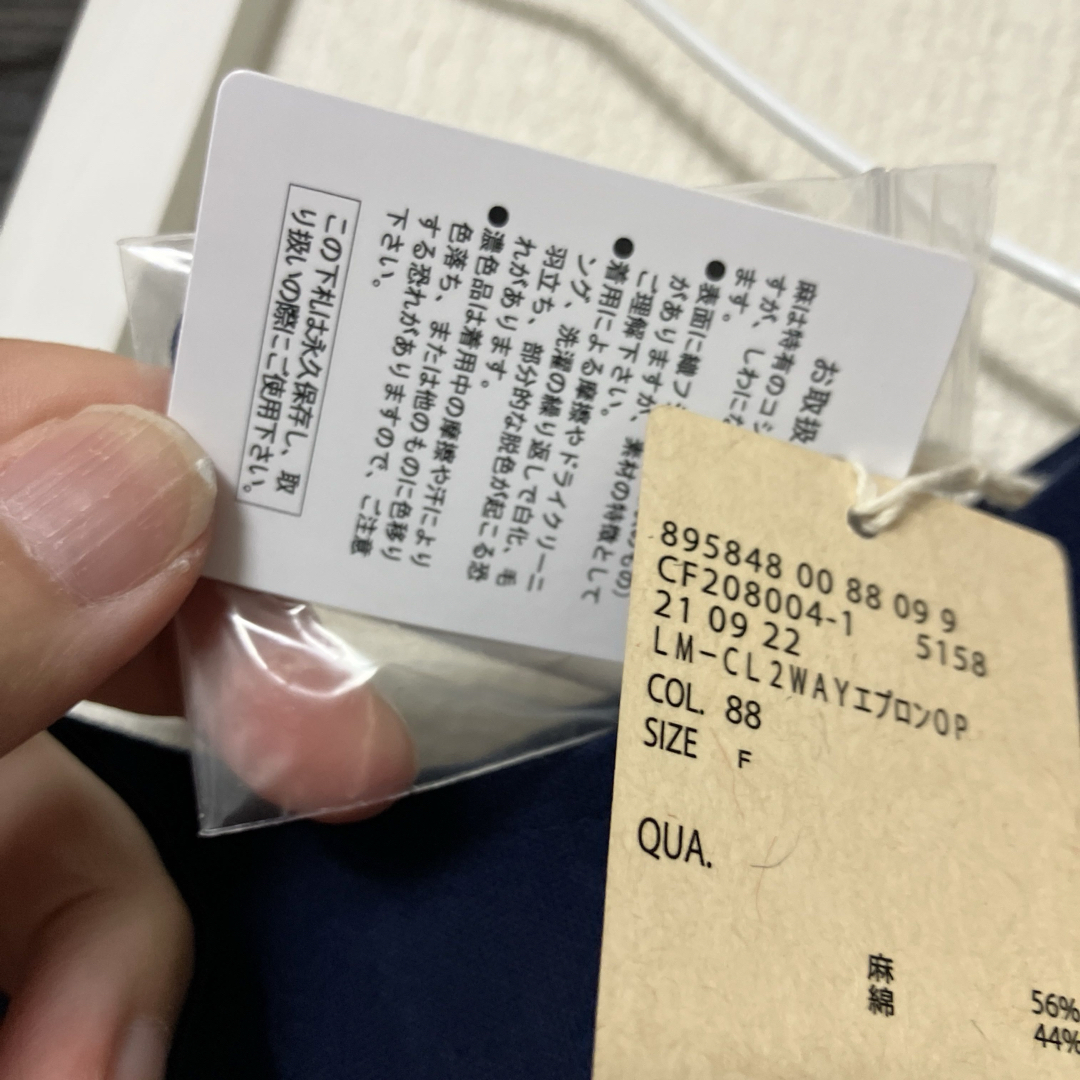 お取扱
麻は特有のコシ
すが、しわにな
ます。
●表面に織フシ
がありますが、素材の特徴として
ご理解下さい。
●着用による摩擦やドライクリーニ
ング、洗濯の繰り返しで白化、毛
羽立ち、部分的な脱色が起こる恐
れがあります。
●濃色品は着用中の摩擦や汗により
色落ち、または他のものに色移り
する恐れがありますので、ご注意
下さい。
この下札は永久保存し、取
り扱いの際にご使用下さい。
895848 00 88 09 9
CF208004-1 5158
21 09 22
LM-CL2WAYエプロンOP
COL. 88
SIZE F
QUA.
麻 56%
綿 44%